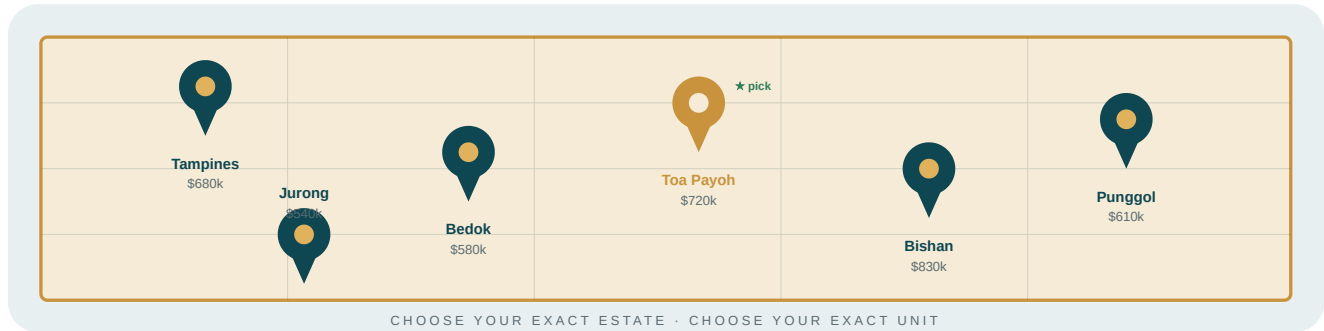 Tampines
$680k
Jurong
$540k
Bedok
$580k
★ pick
Toa Payoh
$720k
Bishan
$830k
Punggol
$610k
CHOOSE YOUR EXACT ESTATE · CHOOSE YOUR EXACT UNIT